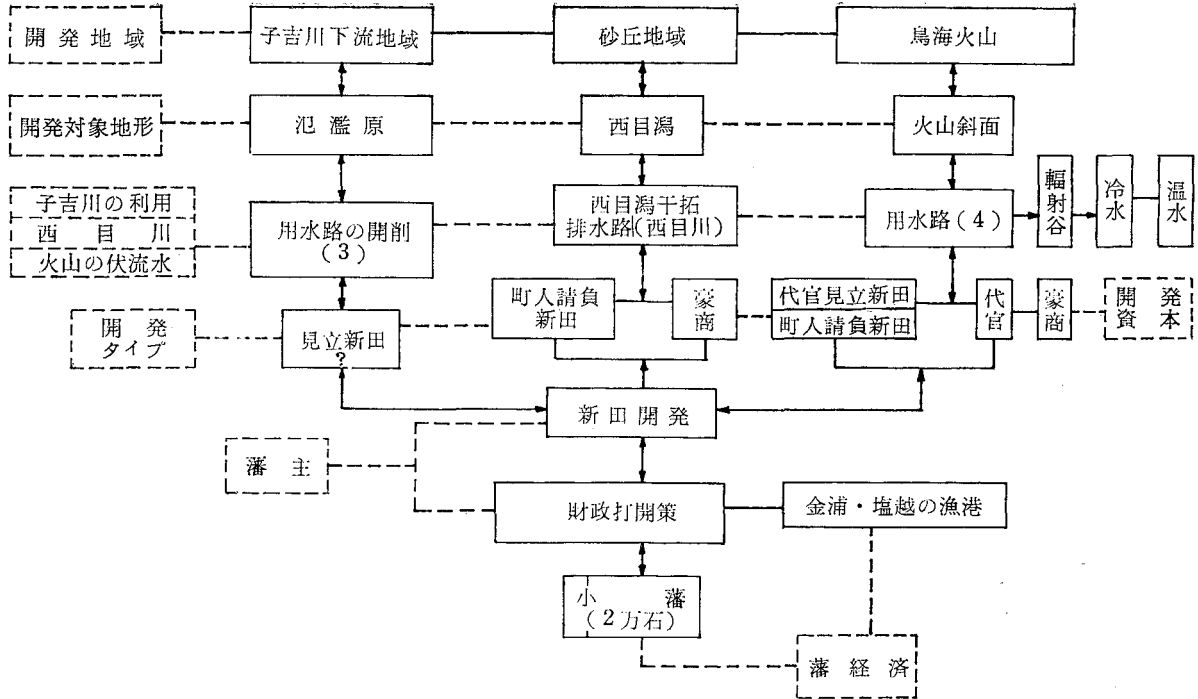 開発地域
子吉川下流地域
砂丘地域
鳥海火山
開発対象地形
氾濫原
西目潟
火山斜面
子吉川の利用
西目川
火山の伏流水
用水路の開削
(3)
西目潟干拓
排水路(西目川)
用水路(4)
輻射谷
冷水
温水
開発
タイプ
見立新田
?
町人請負
新田
豪商
代官見立新田
町人請負新田
代官
豪商
開発
資本
新田開発
藩主
財政打開策
金浦・塩越の漁港
小藩
(2万石)
藩経済